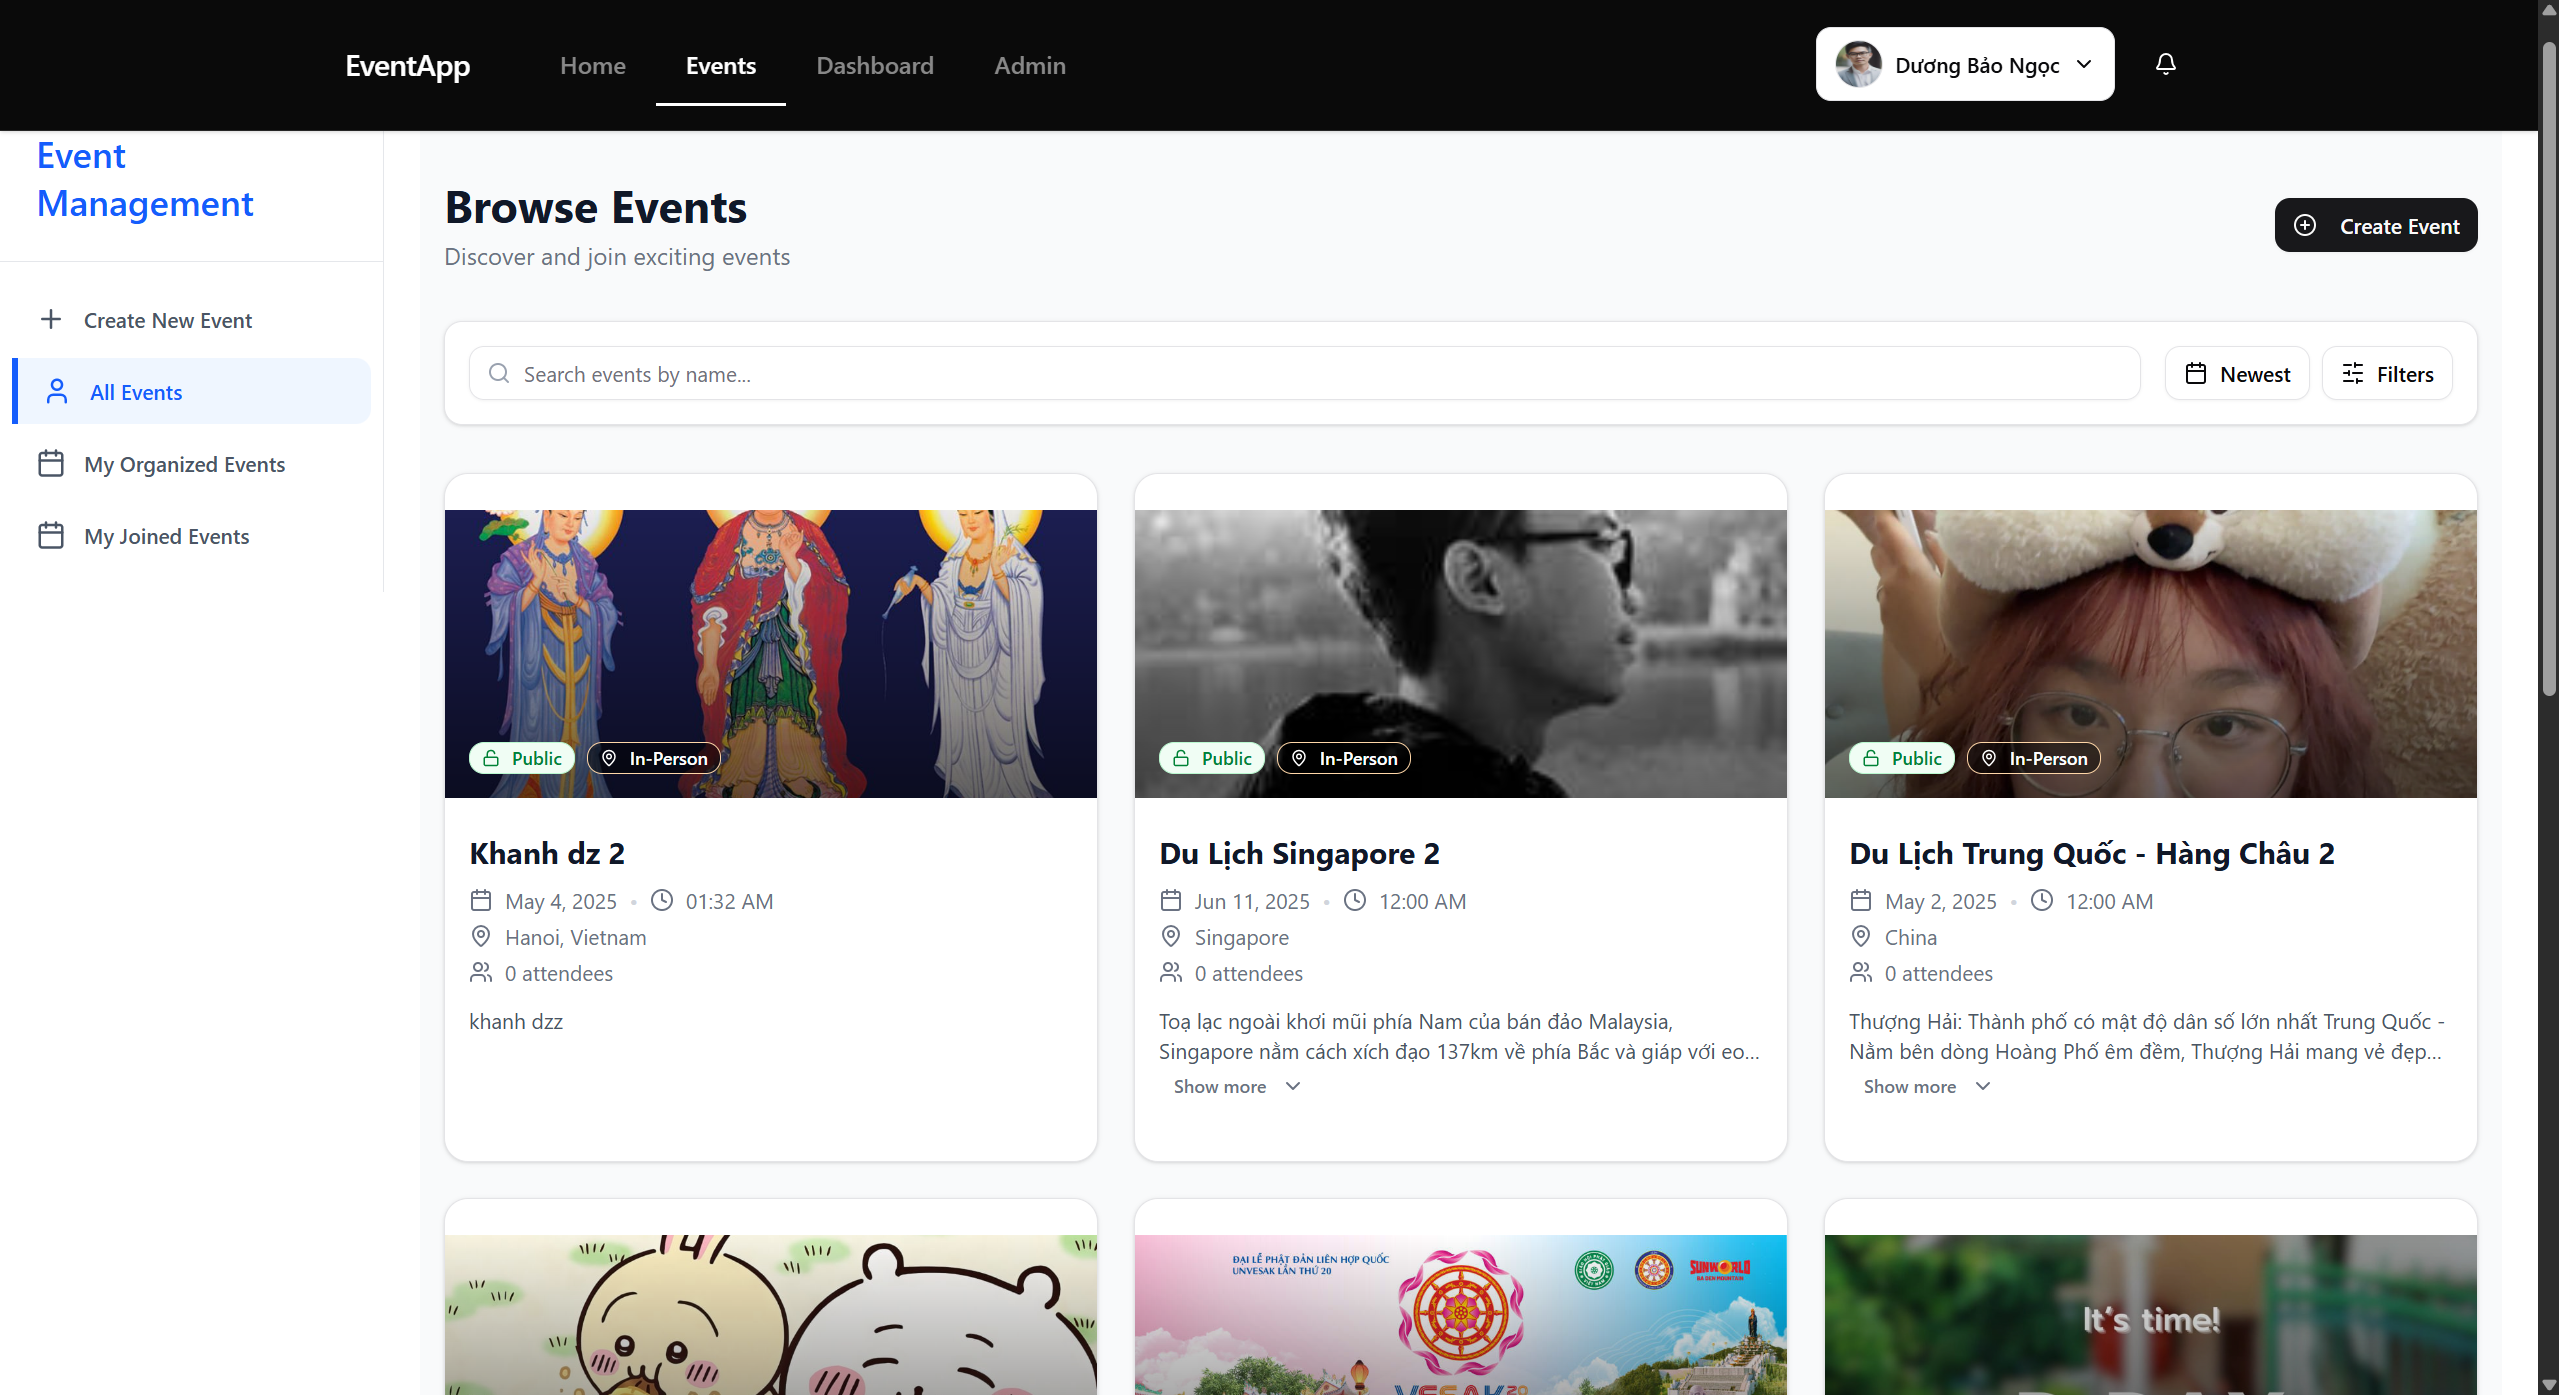 EventApp
Home
Events
Dashboard
Admin
Dương Bảo Ngọc
Event
Management
Create New Event
All Events
My Organized Events
My Joined Events
Browse Events
Discover and join exciting events
Create Event
Search events by name...
Newest
Filters
Public
In-Person
Khanh dz 2
May 4, 2025 • 01:32 AM
Hanoi, Vietnam
0 attendees
khanh dzz
Public
In-Person
Du Lịch Singapore 2
Jun 11, 2025 • 12:00 AM
Singapore
0 attendees
Toạ lạc ngoài khơi mũi phía Nam của bán đảo Malaysia,
Singapore nằm cách xích đạo 137km về phía Bắc và giáp với eo...
Show more
Public
In-Person
Du Lịch Trung Quốc - Hàng Châu 2
May 2, 2025 • 12:00 AM
China
0 attendees
Thượng Hải: Thành phố có mật độ dân số lớn nhất Trung Quốc -
Nằm bên dòng Hoàng Phố êm đềm, Thượng Hải mang vẻ đẹp...
Show more
ĐẠI LỄ PHẬT ĐẢN LIÊN HỢP QUỐC
UNVESAK LẦN THỨ 20
SUNWORLD
BA DEN MOUNTAIN
It's time!